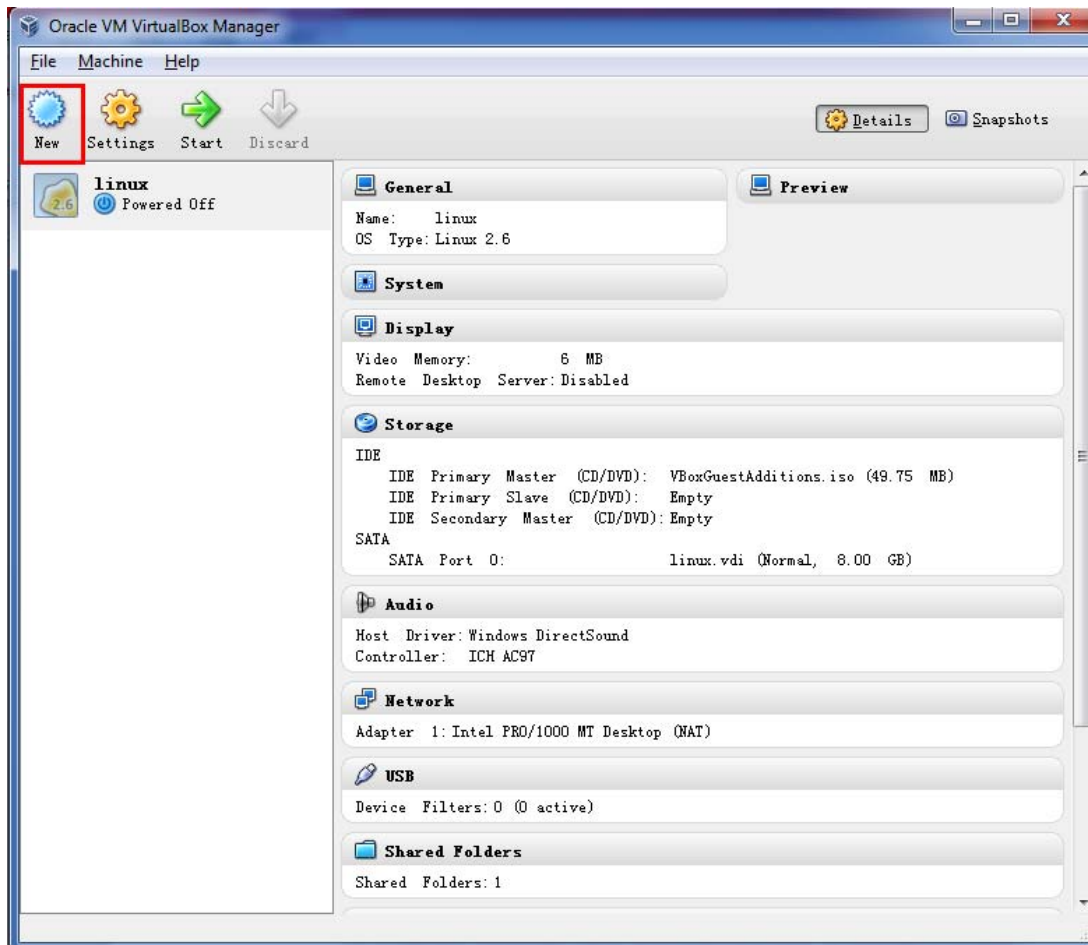 Oracle VM VirtualBox Manager
File Machine Help
New Settings Start Discard
Details Snapshots
linux
2.6
Powered Off
General
Name: linux
OS Type: Linux 2.6
Preview
System
Display
Video Memory: 6 MB
Remote Desktop Server: Disabled
Storage
IDE
IDE Primary Master (CD/DVD): VBoxGuestAdditions.iso (49.75 MB)
IDE Primary Slave (CD/DVD): Empty
IDE Secondary Master (CD/DVD): Empty
SATA
SATA Port 0: linux.vdi (Normal, 8.00 GB)
Audio
Host Driver: Windows DirectSound
Controller: ICH AC97
Network
Adapter 1: Intel PRO/1000 MT Desktop (NAT)
USB
Device Filters: 0 (0 active)
Shared Folders
Shared Folders: 1